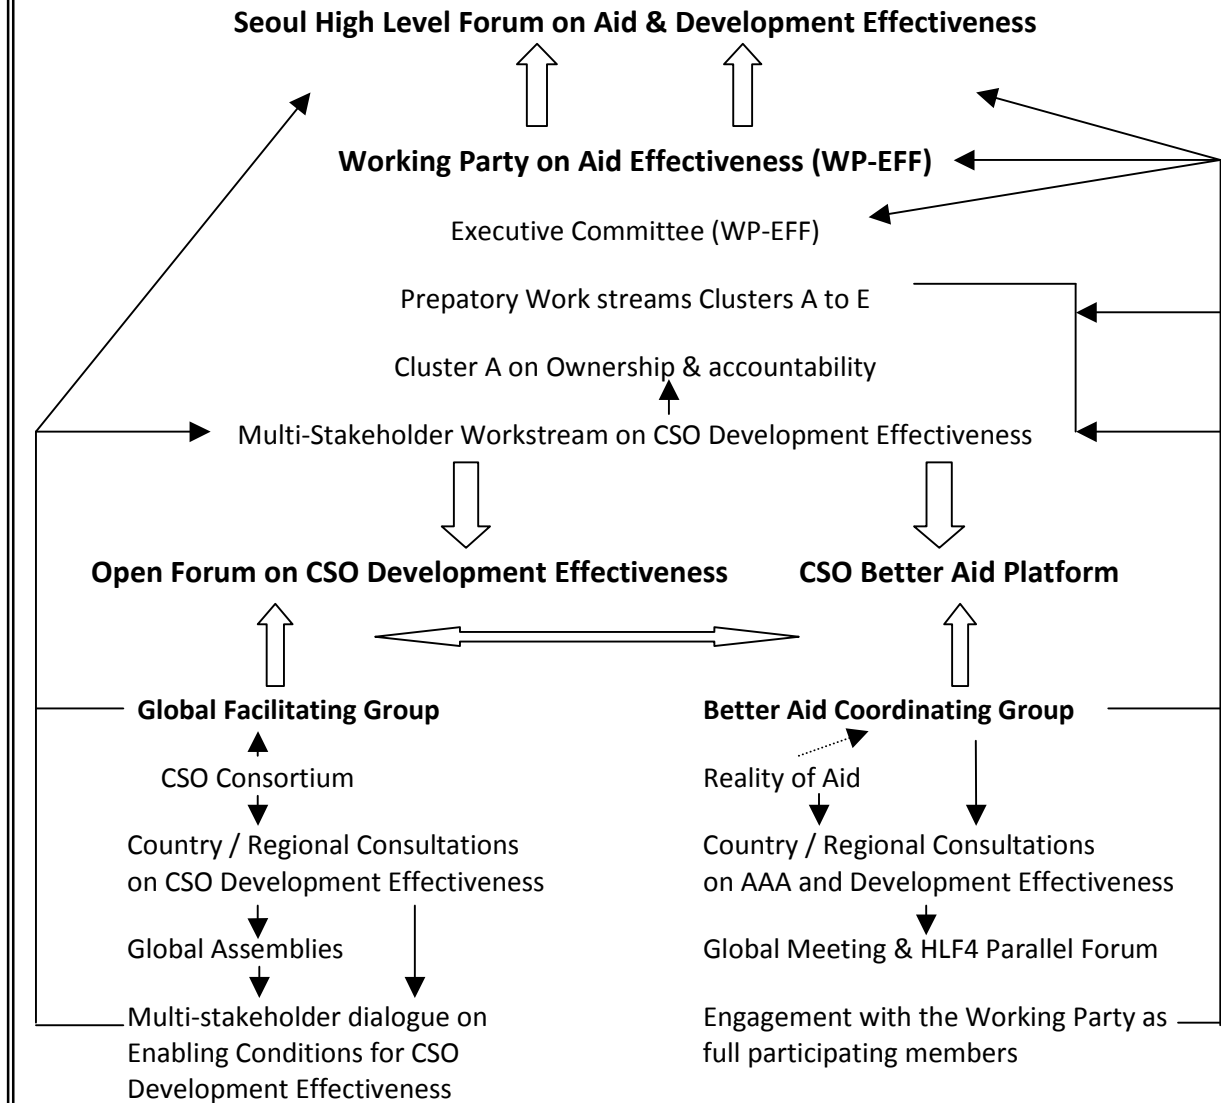 Seoul High Level Forum on Aid & Development Effectiveness
Working Party on Aid Effectiveness (WP-EFF)
Executive Committee (WP-EFF)
Prepatory Work streams Clusters A to E
Cluster A on Ownership & accountability
Multi-Stakeholder Workstream on CSO Development Effectiveness
Open Forum on CSO Development Effectiveness
CSO Better Aid Platform
Global Facilitating Group
CSO Consortium
Country / Regional Consultations
on CSO Development Effectiveness
Global Assemblies
Multi-stakeholder dialogue on
Enabling Conditions for CSO
Development Effectiveness
Better Aid Coordinating Group
Reality of Aid
Country / Regional Consultations
on AAA and Development Effectiveness
Global Meeting & HLF4 Parallel Forum
Engagement with the Working Party as
full participating members